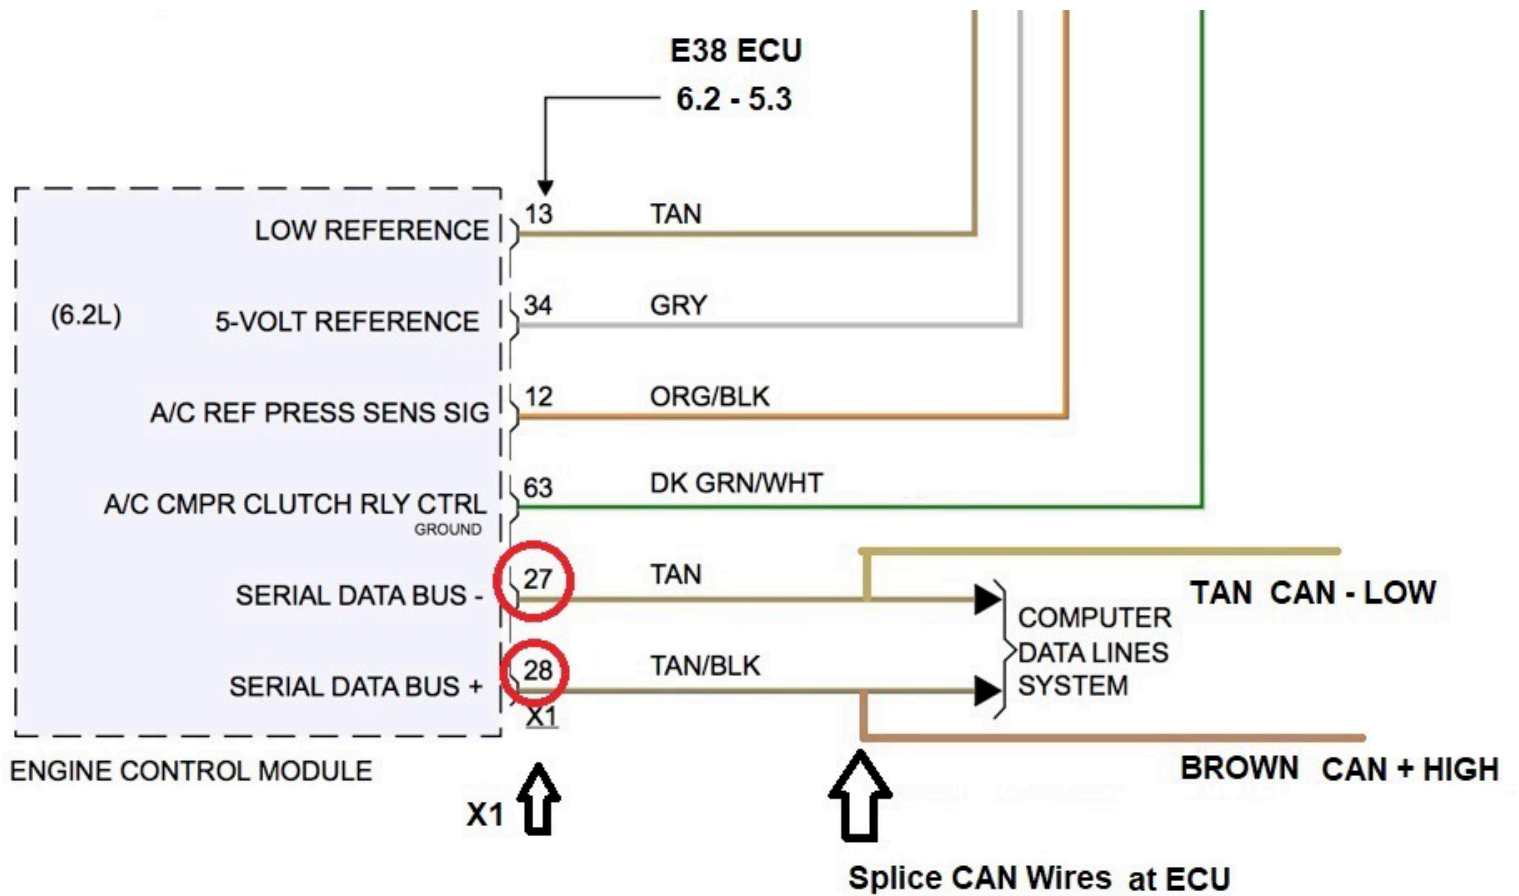 E38 ECU
6.2 - 5.3
LOW REFERENCE 13 TAN
(6.2L) 5-VOLT REFERENCE 34 GRY
A/C REF PRESS SENS SIG 12 ORG/BLK
A/C CMPR CLUTCH RLY CTRL 63 DK GRN/WHT
GROUND
SERIAL DATA BUS - 27 TAN
TAN CAN - LOW
COMPUTER
DATA LINES
SYSTEM
SERIAL DATA BUS + 28 TAN/BLK
X1
ENGINE CONTROL MODULE
BROWN CAN + HIGH
X1
Splice CAN Wires at ECU